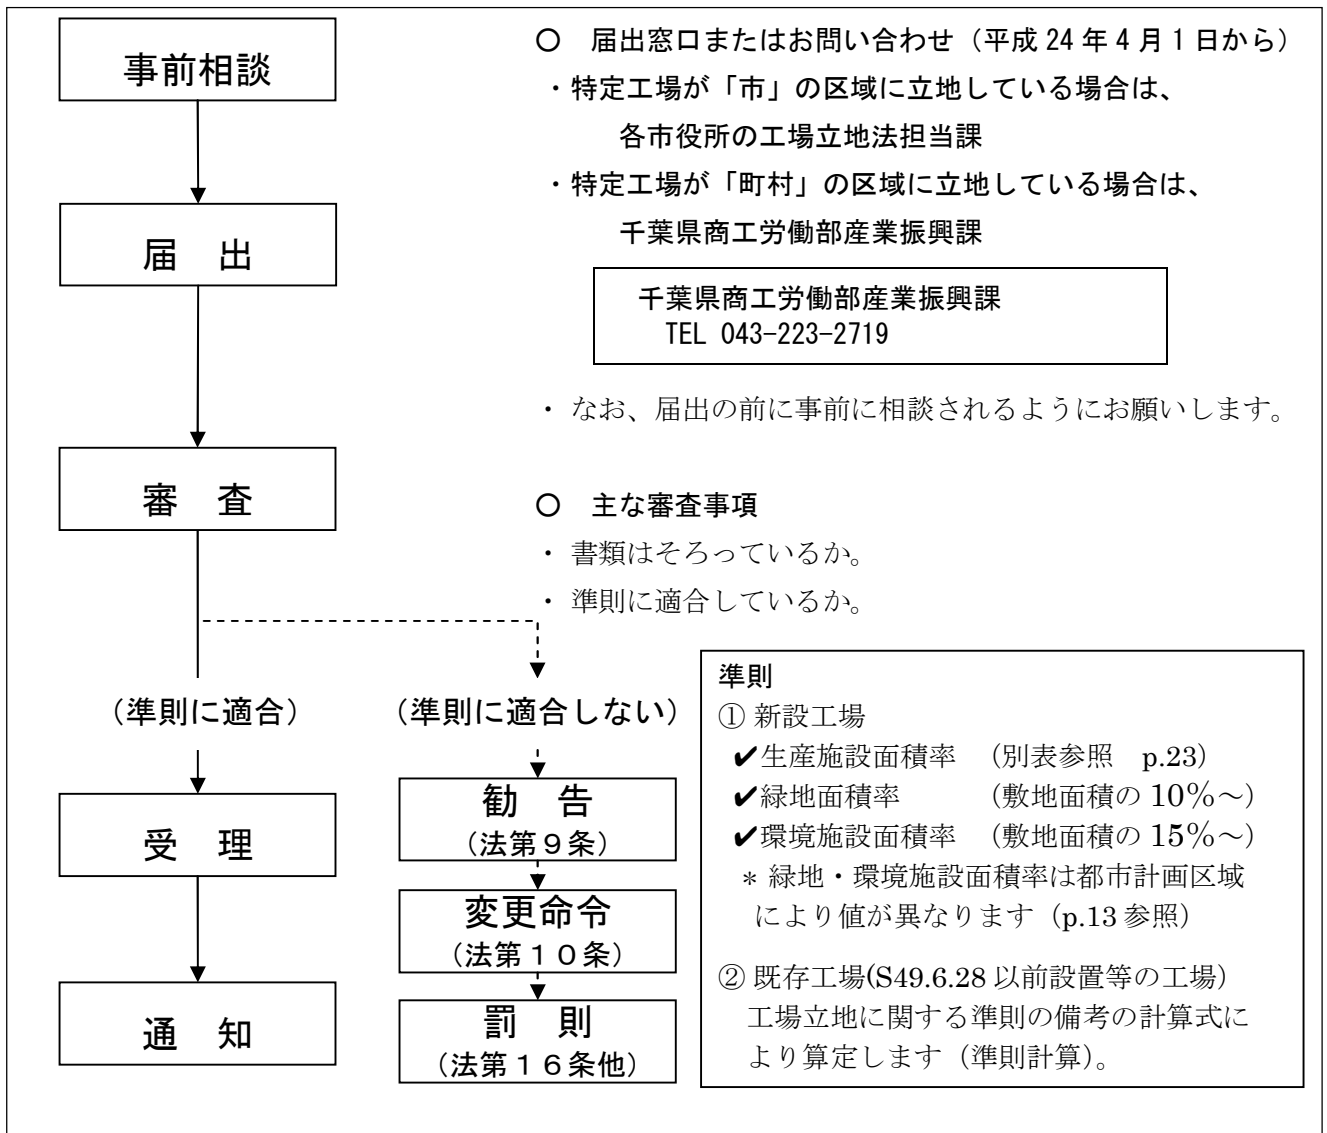 事前相談
届　出
審　査
○　届出窓口またはお問い合わせ（平成 24 年 4 月 1 日から）
・特定工場が「市」の区域に立地している場合は、
各市役所の工場立地法担当課
・特定工場が「町村」の区域に立地している場合は、
千葉県商工労働部産業振興課
千葉県商工労働部産業振興課
TEL 043-223-2719
・ なお、届出の前に事前に相談されるようにお願いします。
○　主な審査事項
・ 書類はそろっているか。
・ 準則に適合しているか。
（準則に適合）
受　理
通　知
（準則に適合しない）
勧　告
（法第９条）
変更命令
（法第１０条）
罰　則
（法第１６条他）
準則
① 新設工場
✔生産施設面積率　（別表参照　p.23）
✔緑地面積率　　　（敷地面積の 10％～）
✔環境施設面積率　（敷地面積の 15％～）
＊ 緑地・環境施設面積率は都市計画区域
により値が異なります（p.13 参照）
② 既存工場(S49.6.28 以前設置等の工場）
工場立地に関する準則の備考の計算式に
より算定します（準則計算）。